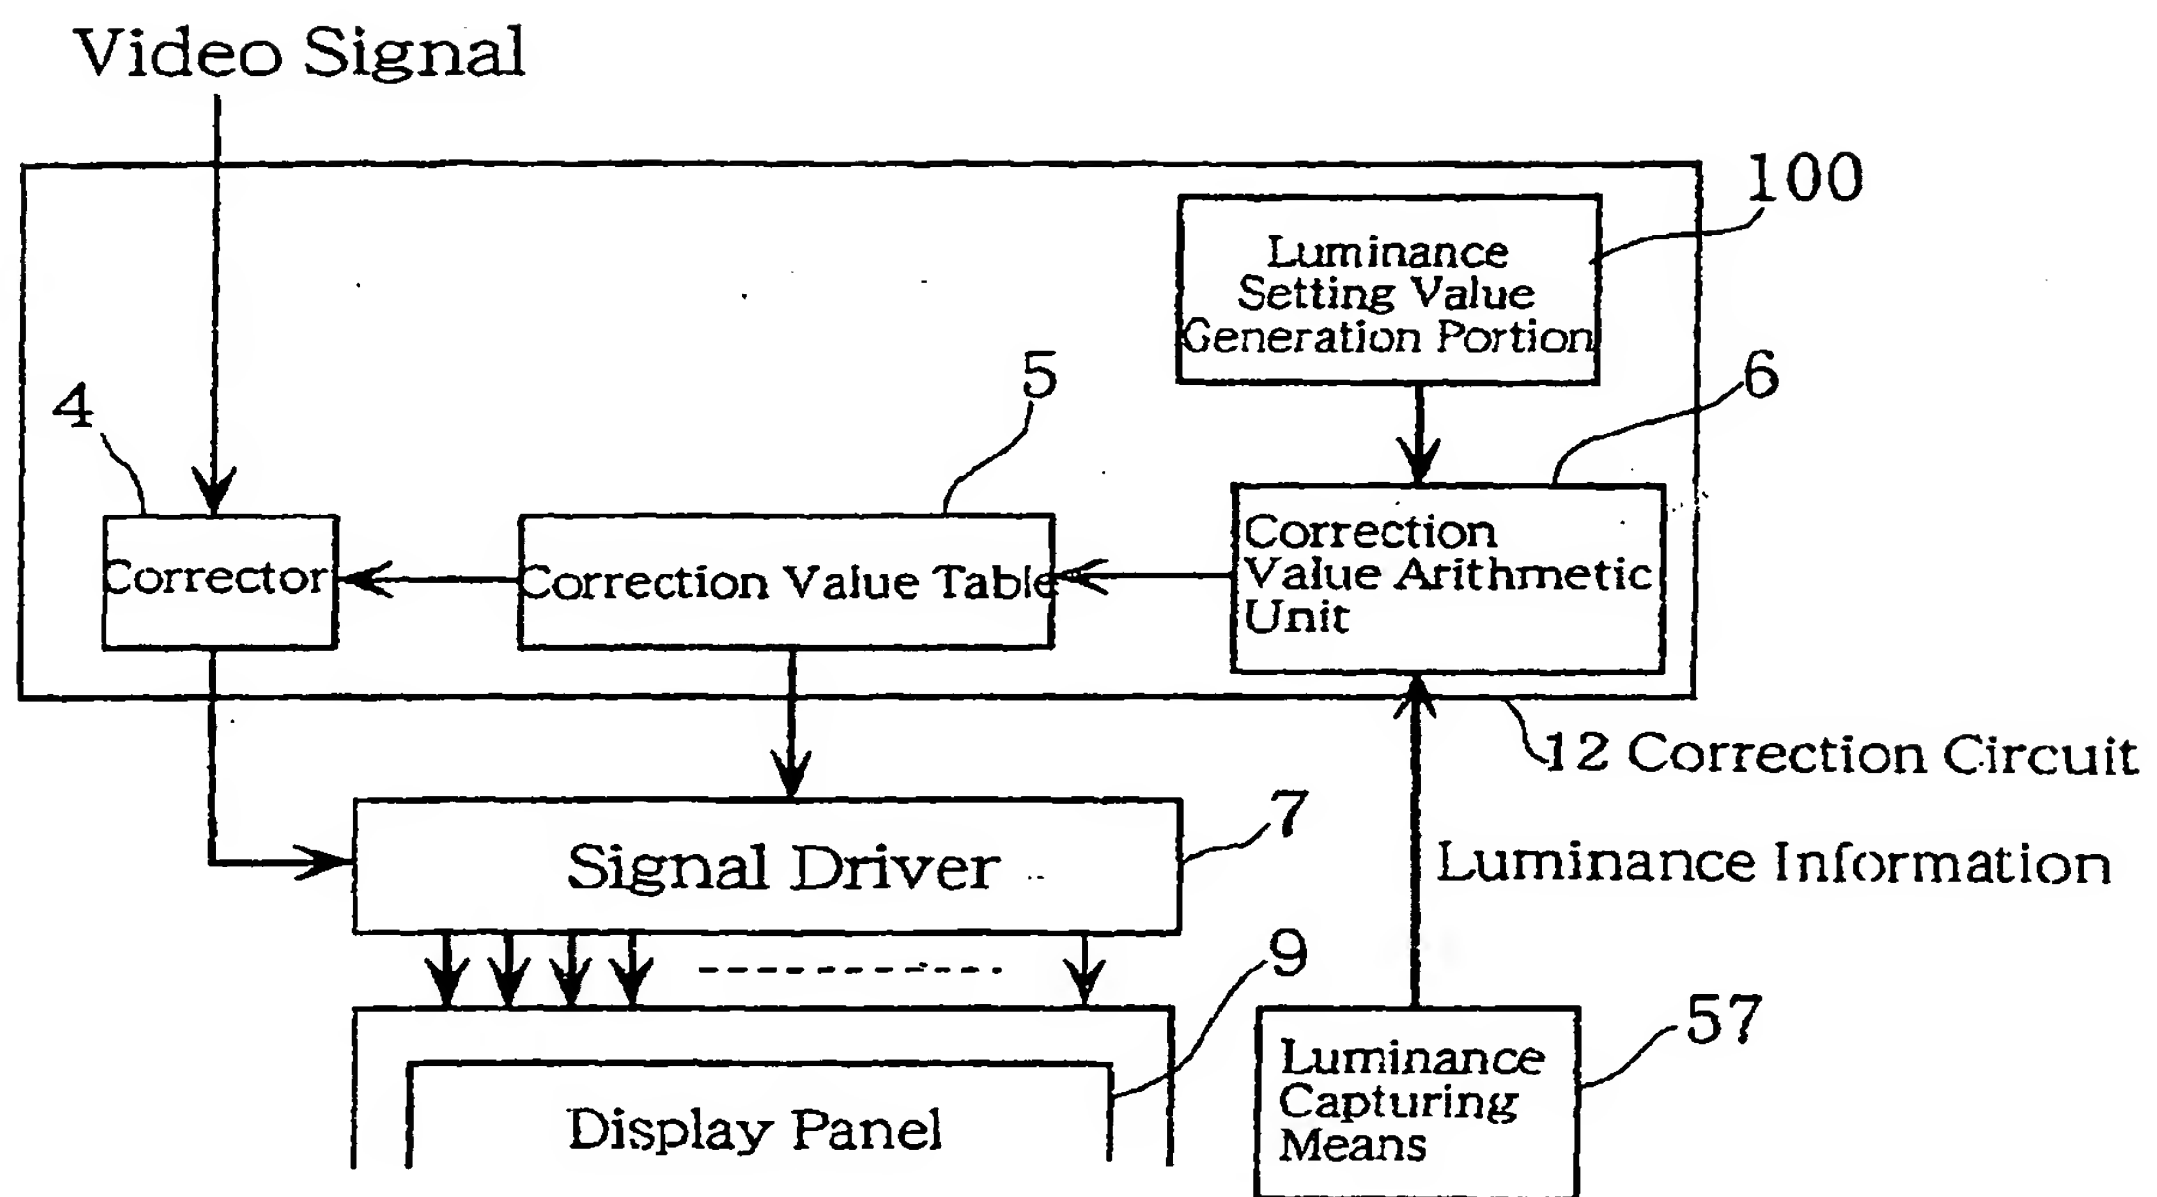 Video Signal
100
Luminance
Setting Value
Generation Portion
4
5
6
Corrector
Correction Value Table
Correction
Value Arithmetic
Unit
12 Correction Circuit
7
Signal Driver
Luminance Information
9
57
Display Panel
Luminance
Capturing
Means